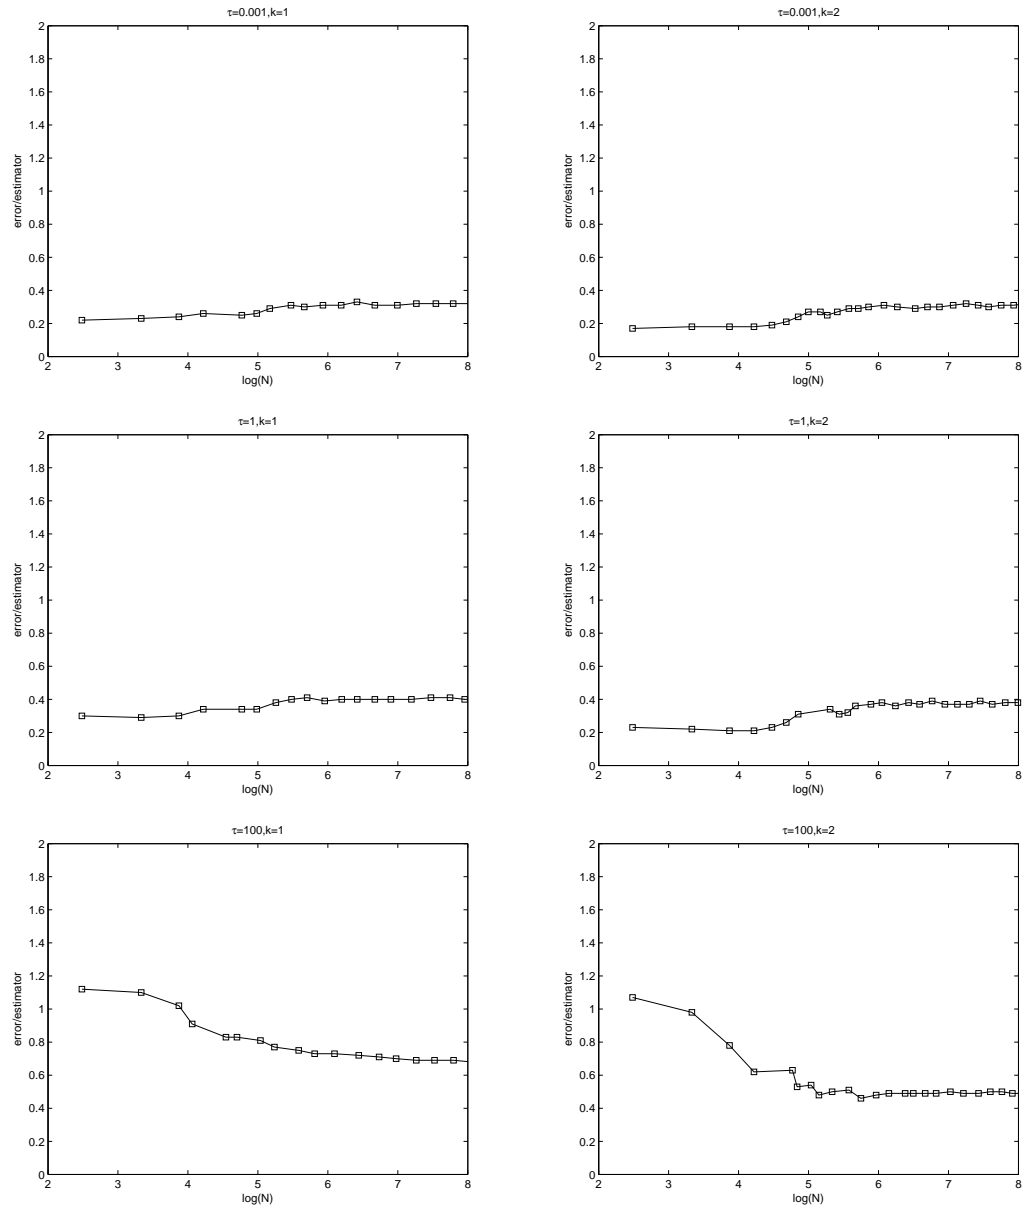 τ=0.001,k=1
2
1.8
1.6
1.4
1.2
1
0.8
0.6
0.4
0.2
0
error/estimator
2 3 4 5 6 7 8
log(N)
τ=0.001,k=2
2
1.8
1.6
1.4
1.2
1
0.8
0.6
0.4
0.2
0
error/estimator
2 3 4 5 6 7 8
log(N)
τ=1,k=1
2
1.8
1.6
1.4
1.2
1
0.8
0.6
0.4
0.2
0
error/estimator
2 3 4 5 6 7 8
log(N)
τ=1,k=2
2
1.8
1.6
1.4
1.2
1
0.8
0.6
0.4
0.2
0
error/estimator
2 3 4 5 6 7 8
log(N)
τ=100,k=1
2
1.8
1.6
1.4
1.2
1
0.8
0.6
0.4
0.2
0
error/estimator
2 3 4 5 6 7 8
log(N)
τ=100,k=2
2
1.8
1.6
1.4
1.2
1
0.8
0.6
0.4
0.2
0
error/estimator
2 3 4 5 6 7 8
log(N)